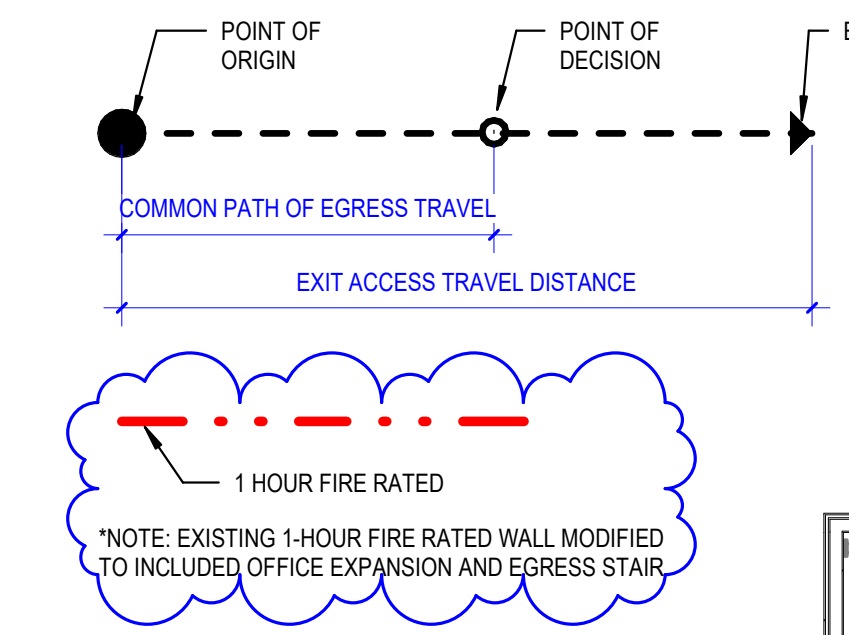 POINT OF
ORIGIN
POINT OF
DECISION
E
COMMON PATH OF EGRESS TRAVEL
EXIT ACCESS TRAVEL DISTANCE
1 HOUR FIRE RATED
*NOTE: EXISTING 1-HOUR FIRE RATED WALL MODIFIED
TO INCLUDED OFFICE EXPANSION AND EGRESS STAIR